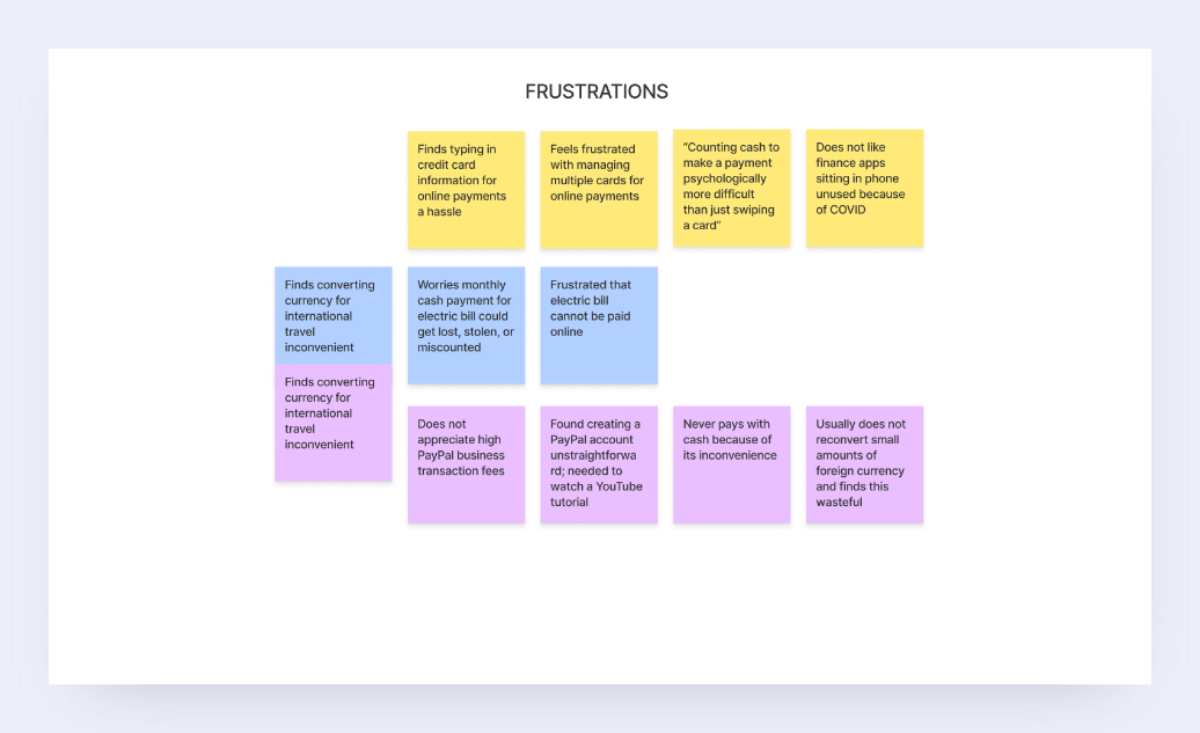 FRUSTRATIONS
Finds typing in
credit card
information for
online payments
a hassle
Feels frustrated
with managing
multiple cards for
online payments
"Counting cash to
make a payment
psychologically
more difficult
than just swiping
a card"
Does not like
finance apps
sitting in phone
unused because
of COVID
Finds converting
currency for
international
travel
inconvenient
Worries monthly
cash payment for
electric bill could
get lost, stolen, or
miscounted
Frustrated that
electric bill
cannot be paid
online
Finds converting
currency for
international
travel
inconvenient
Does not
appreciate high
PayPal business
transaction fees
Found creating a
PayPal account
unstraightforwa
rd; needed to
watch a YouTube
tutorial
Never pays with
cash because of
its inconvenience
Usually does not
reconvert small
amounts of
foreign currency
and finds this
wasteful